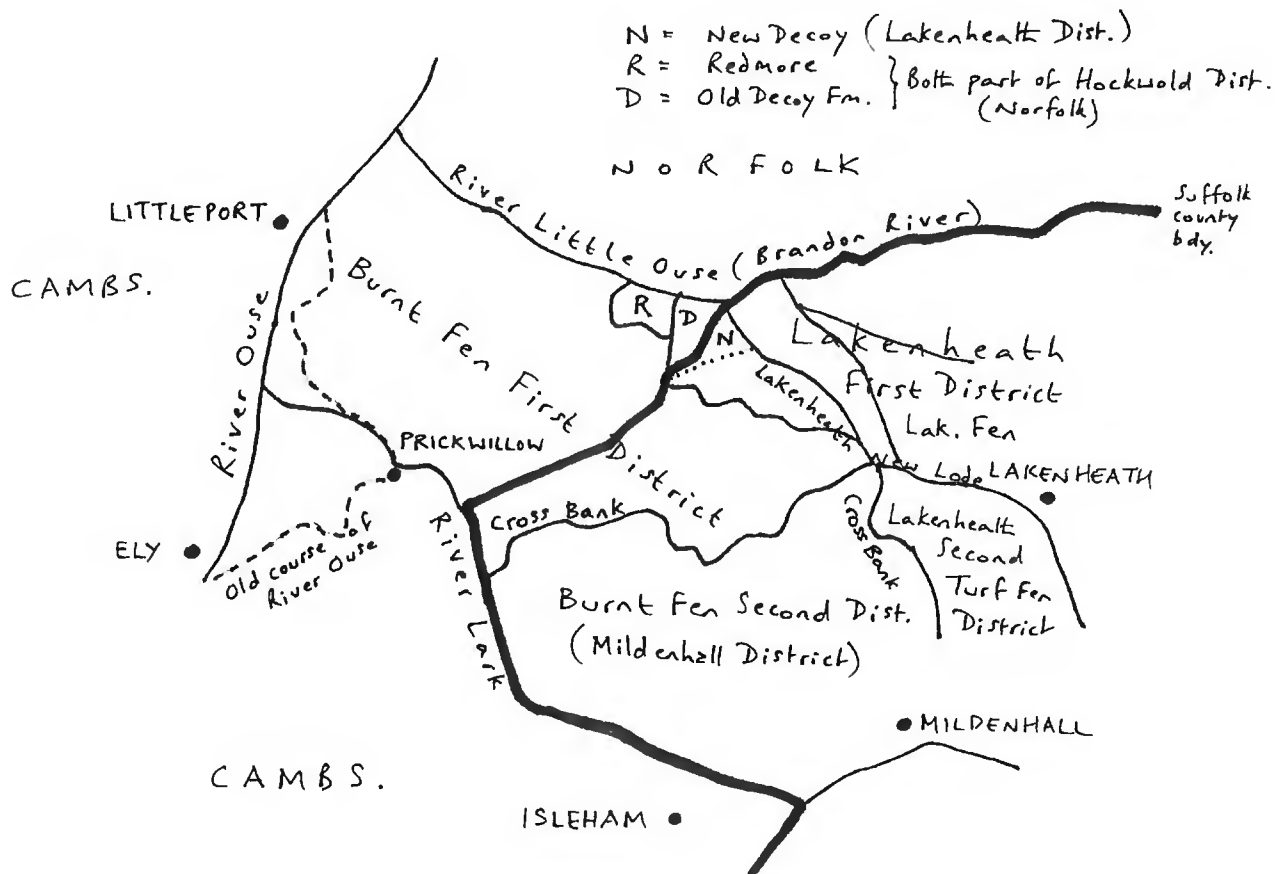 N = New Decoy (Lakenheath Dist.)
R = Redmore
D = Old Decoy Fm.
} Both part of Hockwold Dist.
(Norfolk)
NORFOLK
Suffolk
county
bdy.
LITTLEPORT
CAMBS.
River Ouse
River Little Ouse (Brandon River)
Burnt Fen First
District
R
D
N
Lakenheath
First District
Lak. Fen
Lakenheath
New Lode
LAKENHEATH
PRICKWILLOW
Cross Bank
Cross Bank
Lakenheath
Second
Turf Fen
District
ELY
Old course of
River Ouse
River Lark
Burnt Fen Second Dist.
(Mildenhall District)
MILDENHALL
CAMBS.
ISLEHAM